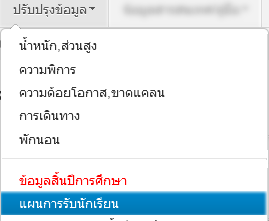 ปรับปรุงข้อมูล
น้ำหนัก,ส่วนสูง
ความพิการ
ความด้อยโอกาส,ขาดแคลน
การเดินทาง
พักนอน
ข้อมูลสิ้นปีการศึกษา
แผนการรับนักเรียน